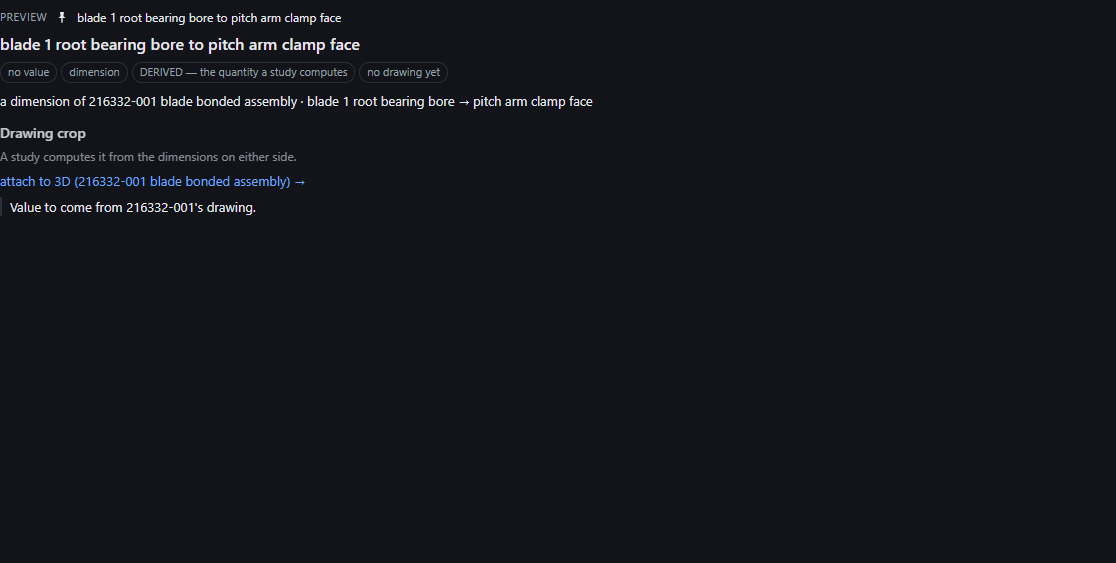 PREVIEW blade 1 root bearing bore to pitch arm clamp face
blade 1 root bearing bore to pitch arm clamp face
no value dimension DERIVED — the quantity a study computes no drawing yet
a dimension of 216332-001 blade bonded assembly · blade 1 root bearing bore → pitch arm clamp face
Drawing crop
A study computes it from the dimensions on either side.
attach to 3D (216332-001 blade bonded assembly) →
Value to come from 216332-001's drawing.